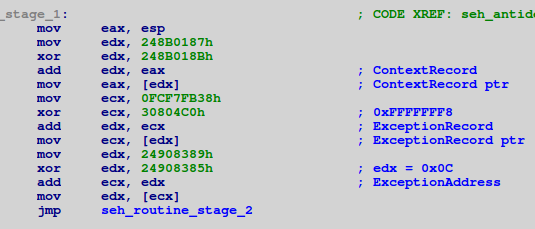 _stage_1: ; CODE XREF: seh_antide
mov eax, esp
mov edx, 248B0187h
xor edx, 248B018Bh
add edx, eax ; ContextRecord
mov eax, [edx] ; ContextRecord ptr
mov ecx, 0FCF7FB38h
xor ecx, 30804C0h ; 0xFFFFFFF8
add edx, ecx ; ExceptionRecord
mov ecx, [edx] ; ExceptionRecord ptr
mov edx, 24908389h
xor edx, 24908385h ; edx = 0x0C
add ecx, edx ; ExceptionAddress
mov edx, [ecx]
jmp seh_routine_stage_2